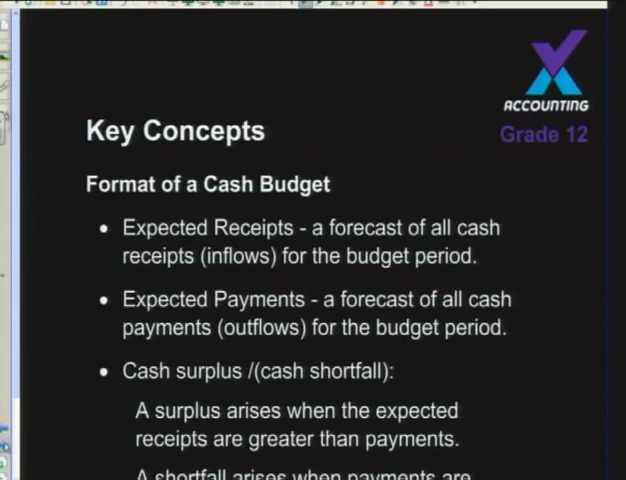 ACCOUNTING
Grade 12
Key Concepts
Format of a Cash Budget
• Expected Receipts - a forecast of all cash
receipts (inflows) for the budget period.
• Expected Payments - a forecast of all cash
payments (outflows) for the budget period.
• Cash surplus /(cash shortfall):
A surplus arises when the expected
receipts are greater than payments.
A shortfall arises when payments are